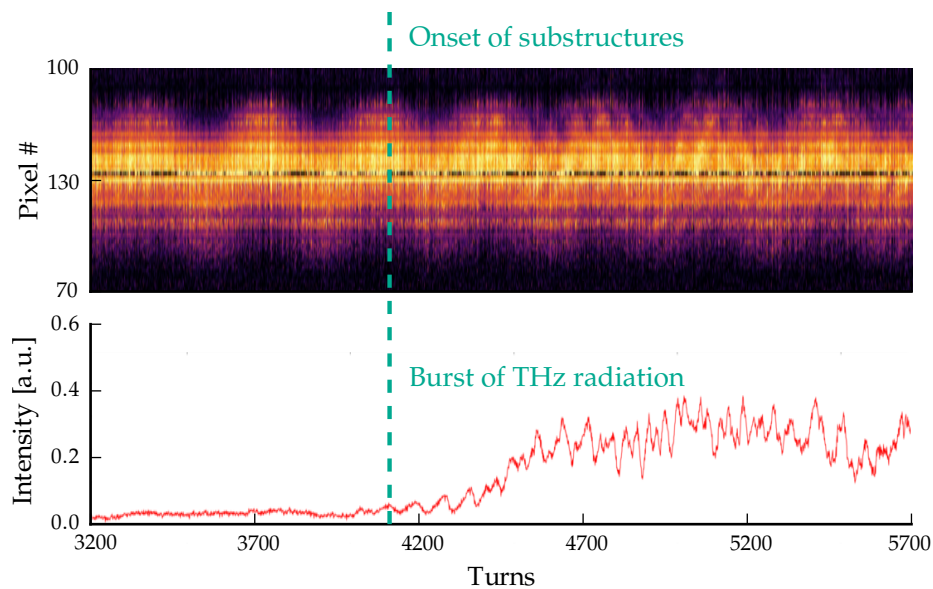 Onset of substructures
100
130
70
Pixel #
0.6
0.4
0.2
0.0
Intensity [a.u.]
Burst of THz radiation
3200 3700 4200 4700 5200 5700
Turns